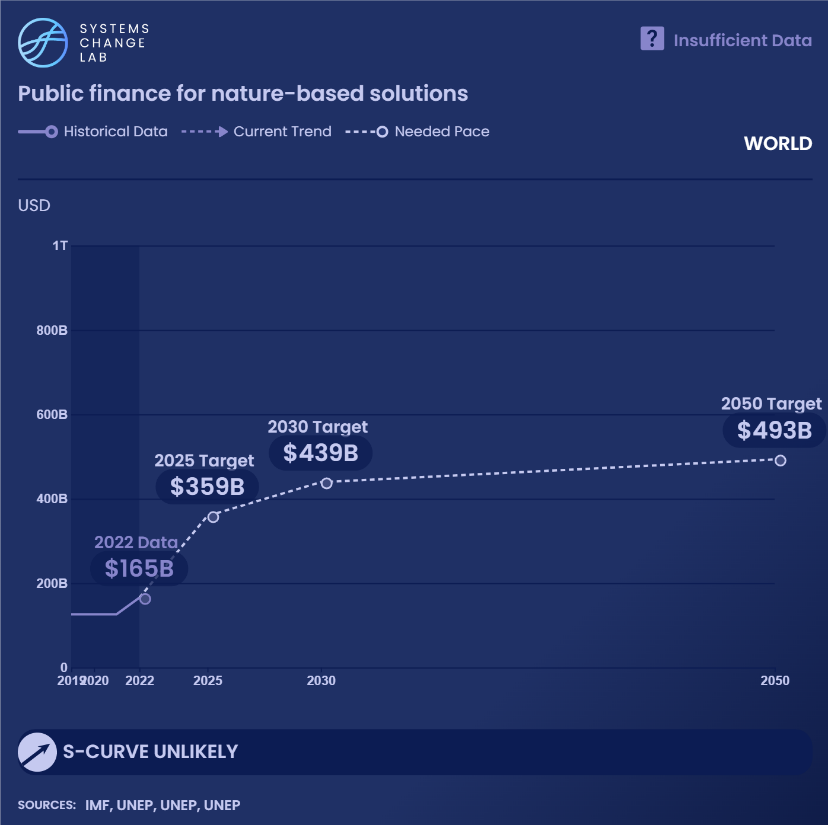 SYSTEMS
CHANGE
LAB
? Insufficient Data
Public finance for nature-based solutions
Historical Data Current Trend Needed Pace
WORLD
USD
1T
800B
600B
400B
200B
0
2050 Target
$493B
2030 Target
$439B
2025 Target
$359B
2022 Data
$165B
2019 2020 2022 2025 2030 2050
S-CURVE UNLIKELY
SOURCES: IMF, UNEP, UNEP, UNEP